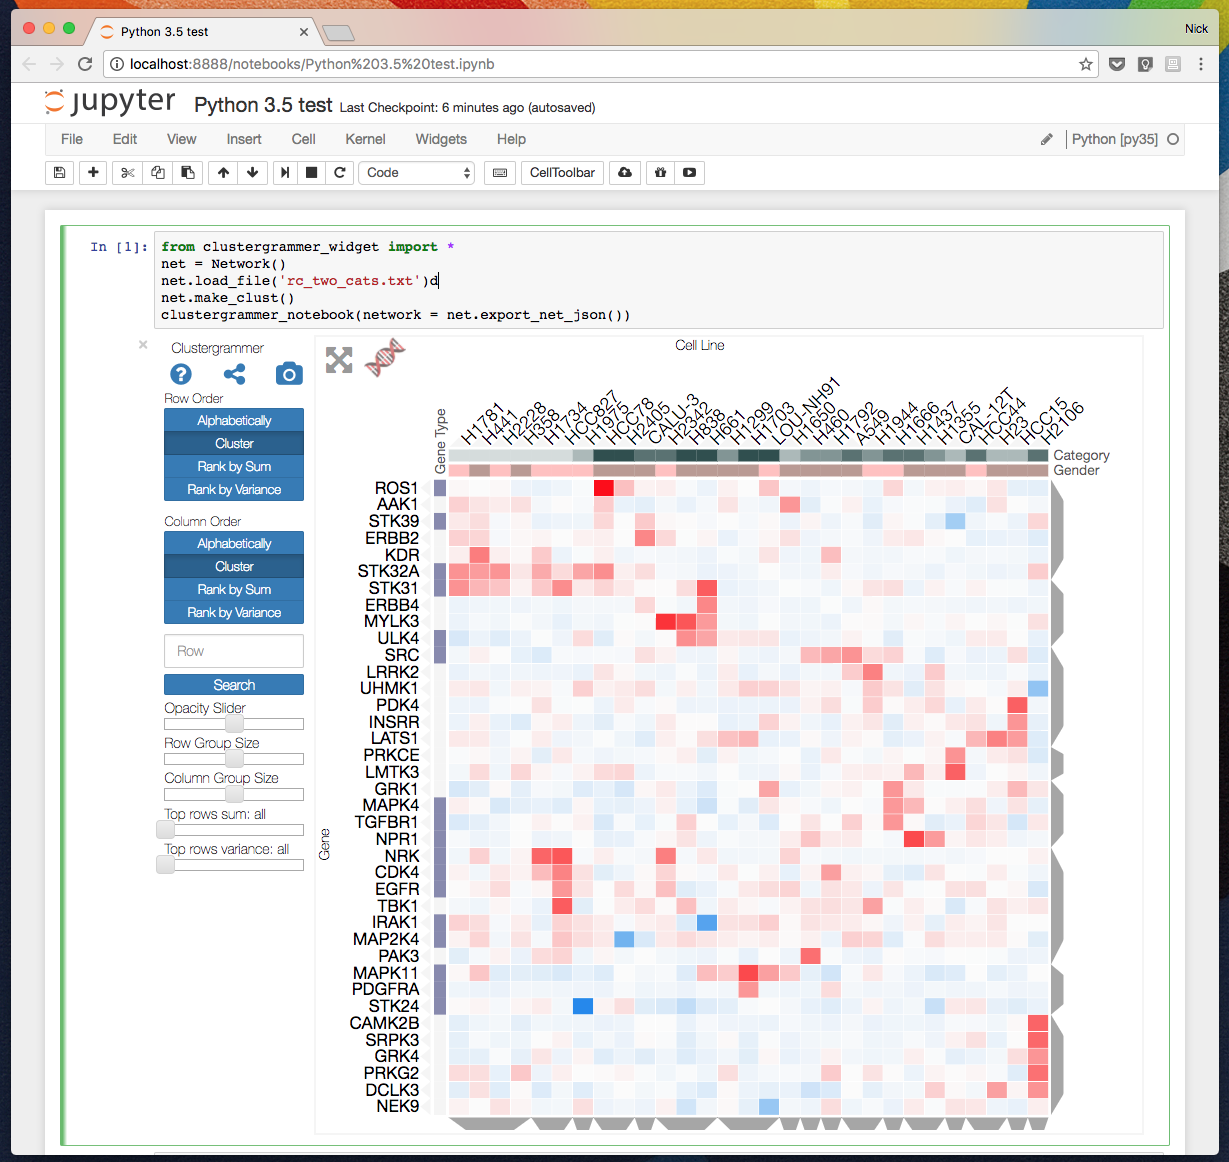 Python 3.5 test
Nick
localhost:8888/notebooks/Python%203.5%20test.ipynb
jupyter Python 3.5 test Last Checkpoint: 6 minutes ago (autosaved)
File Edit View Insert Cell Kernel Widgets Help Python [py35]
Code CellToolbar
In [1]: from clustergrammer_widget import *
net = Network()
net.load_file('rc_two_cats.txt')d
net.make_clust()
clustergrammer_notebook(network = net.export_net_json())
Clustergrammer
Row Order
Alphabetically
Cluster
Rank by Sum
Rank by Variance
Column Order
Alphabetically
Cluster
Rank by Sum
Rank by Variance
Row
Search
Opacity Slider
Row Group Size
Column Group Size
Top rows sum: all
Top rows variance: all
Cell Line
H1781
H441
H2228
H358
H1734
HCC827
H1975
HCC78
H2405
CALU-3
H2342
H838
H661
H1299
H1703
LOU-NH91
H1650
H460
H1792
A549
H1944
H1666
H1437
H1355
CAL-12T
HCC44
H23
HCC15
H2106
Gene Type
Category
Gender
Gene
ROS1
AAK1
STK39
ERBB2
KDR
STK32A
STK31
ERBB4
MYLK3
ULK4
SRC
LRRK2
UHMK1
PDK4
INSRR
LATS1
PRKCE
LMTK3
GRK1
MAPK4
TGFBR1
NPR1
NRK
CDK4
EGFR
TBK1
IRAK1
MAP2K4
PAK3
MAPK11
PDGFRA
STK24
CAMK2B
SRPK3
GRK4
PRKG2
DCLK3
NEK9